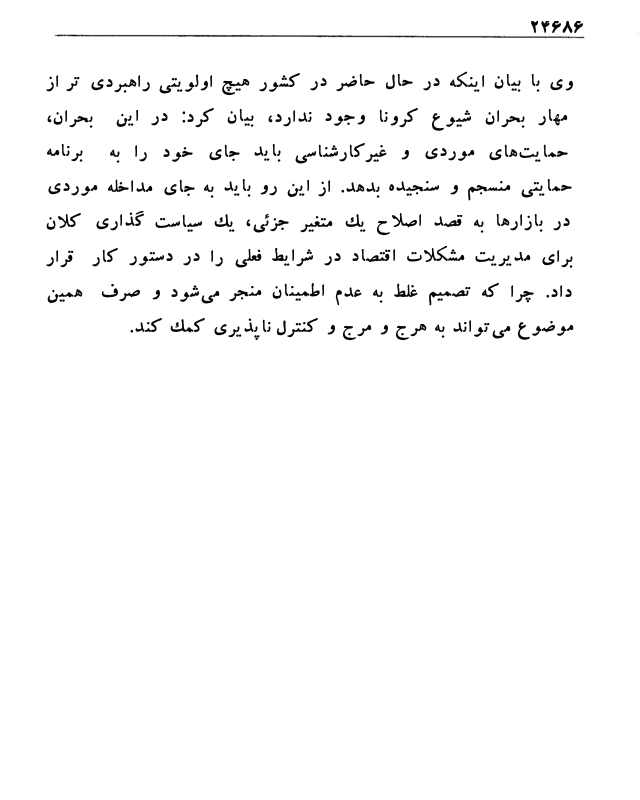 ۲۴۶۸۶
وی با بیان اینکه در حال حاضر در کشور هیچ اولویتی راهبردی تر از
مهار بحران شیوع کرونا وجود ندارد، بیان کرد: در این بحران،
حمایت‌های موردی و غیرکارشناسی باید جای خود را به برنامه
حمایتی منسجم و سنجیده بدهد. از این رو باید به جای مداخله موردی
در بازارها به قصد اصلاح یك متغیر جزئی، یك سیاست گذاری کلان
برای مدیریت مشکلات اقتصاد در شرایط فعلی را در دستور کار قرار
داد. چرا که تصمیم غلط به عدم اطمینان منجر می‌شود و صرف همین
موضوع می‌تواند به هرج و مرج و کنترل ناپذیری کمك کند.